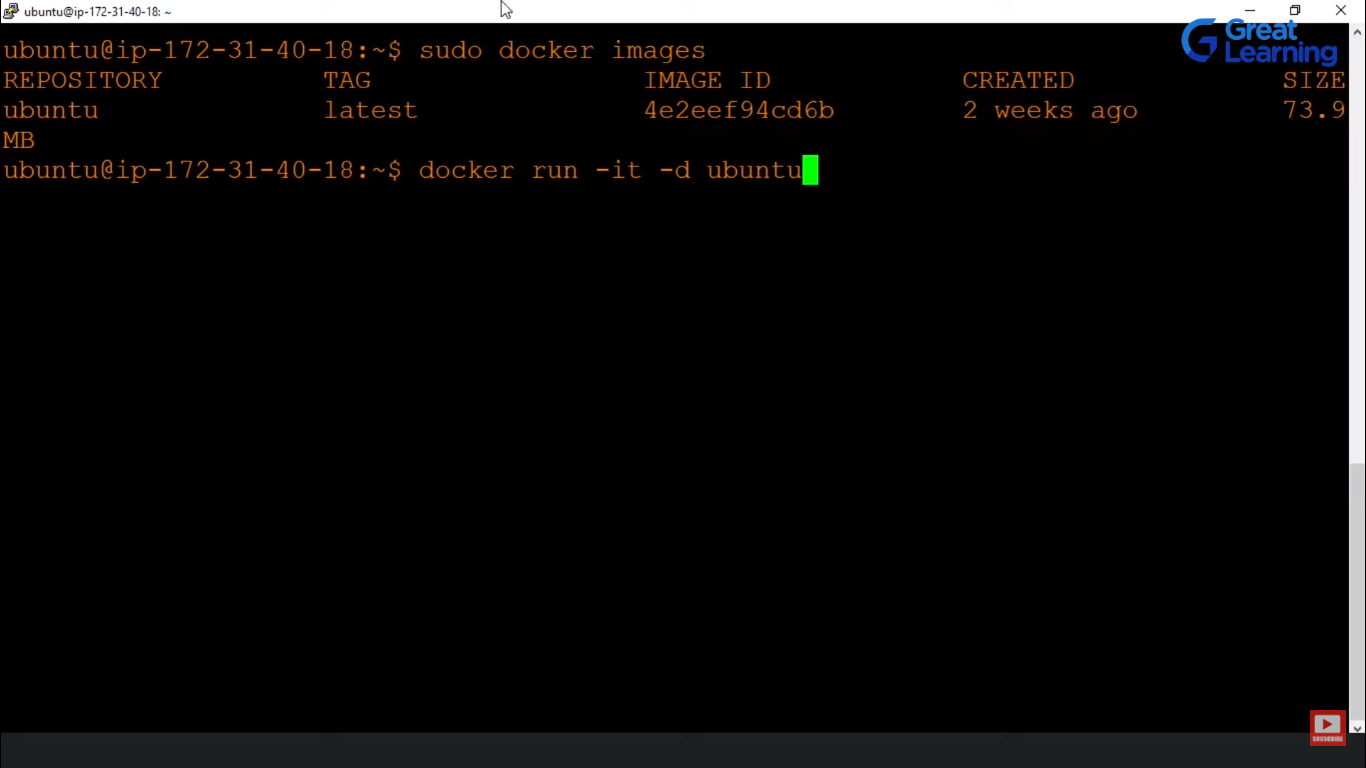 ubuntu@ip-172-31-40-18: ~
Great
Learning
ubuntu@ip-172-31-40-18:~$ sudo docker images
REPOSITORY TAG IMAGE ID CREATED SIZE
ubuntu latest 4e2eef94cd6b 2 weeks ago 73.9
MB
ubuntu@ip-172-31-40-18:~$ docker run -it -d ubuntu
SUBSCRIBE